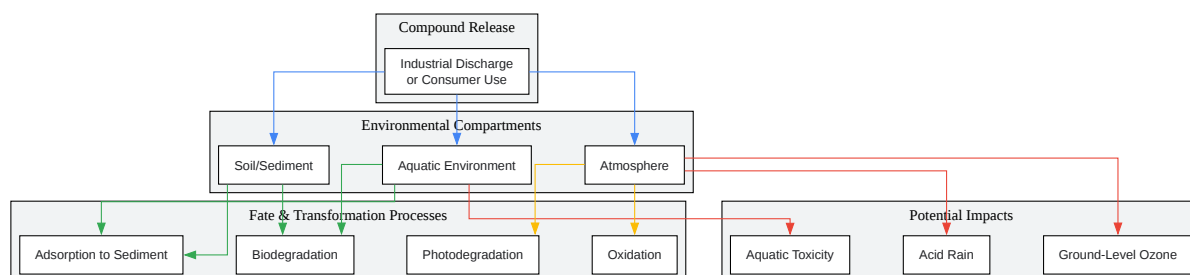 Compound Release
Industrial Discharge
or Consumer Use
Environmental Compartments
Soil/Sediment
Aquatic Environment
Atmosphere
Fate & Transformation Processes
Potential Impacts
Adsorption to Sediment
Biodegradation
Photodegradation
Oxidation
Aquatic Toxicity
Acid Rain
Ground-Level Ozone